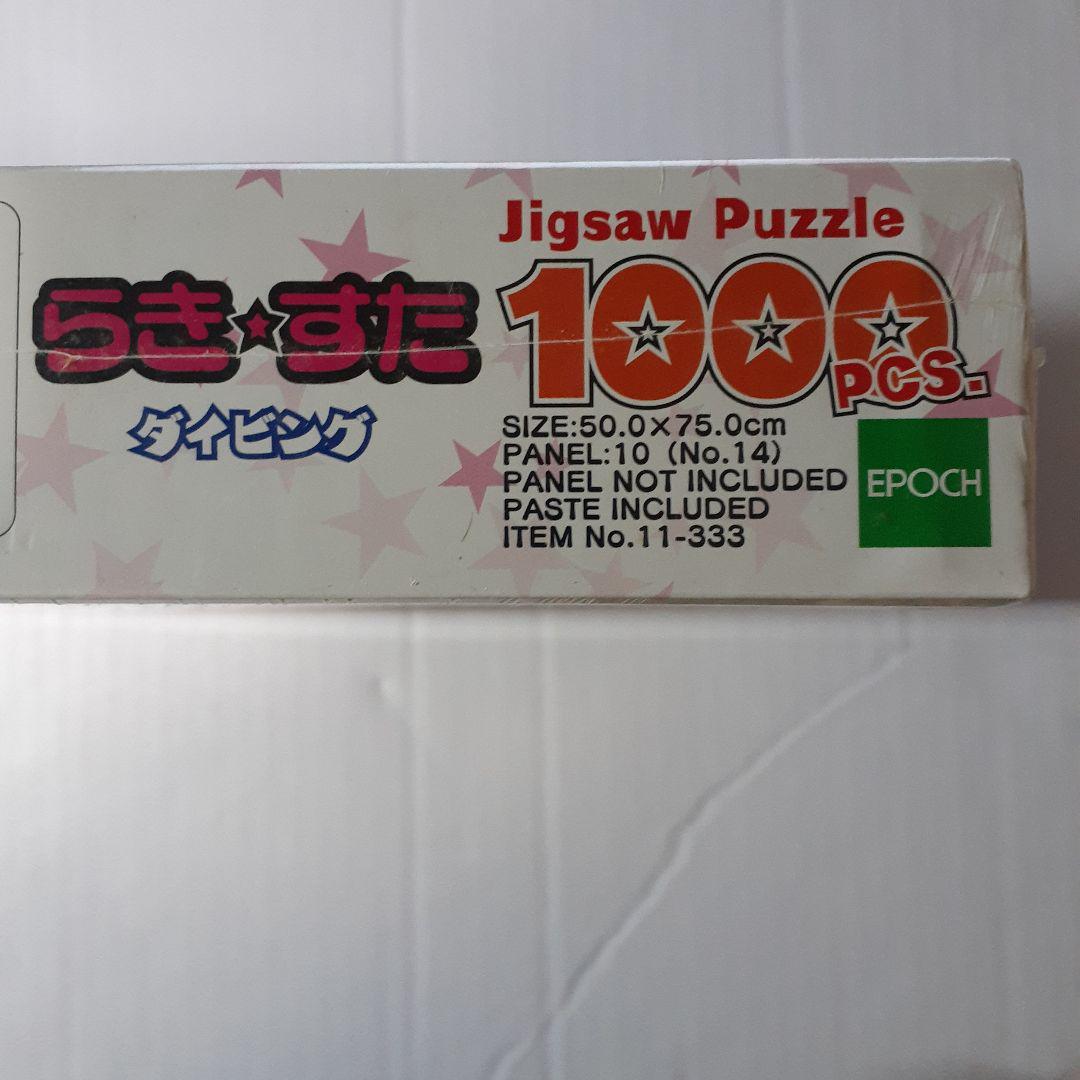 らき☆すた
ダイビング
Jigsaw Puzzle
1000
PCS.
SIZE:50.0×75.0cm
PANEL:10 (No.14)
PANEL NOT INCLUDED
PASTE INCLUDED
ITEM No.11-333
EPOCH